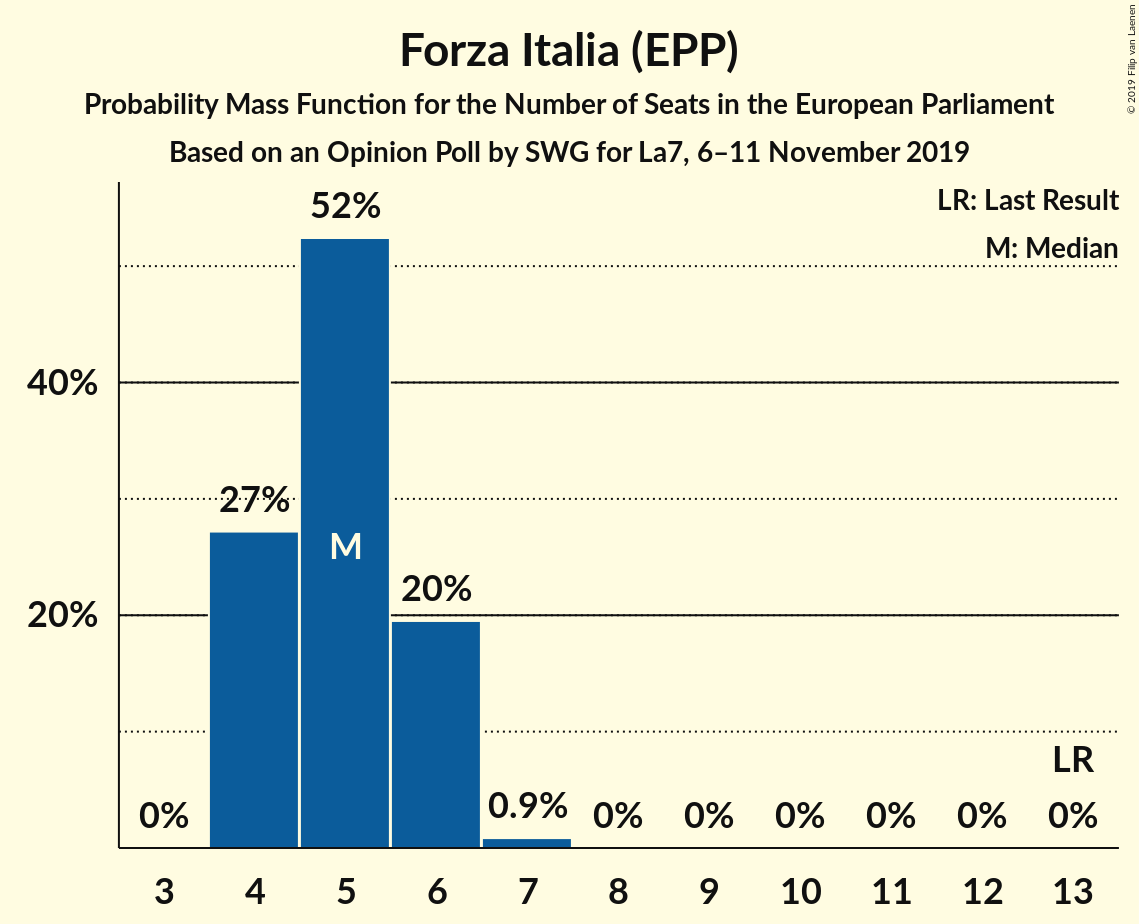 Forza Italia (EPP)
Probability Mass Function for the Number of Seats in the European Parliament
Based on an Opinion Poll by SWG for La7, 6–11 November 2019
© 2019 Filip van Laenen
LR: Last Result
M: Median
52%
40%
27%
M
20%
20%
LR
0%
0.9%
0%
0%
0%
0%
0%
0%
3 4 5 6 7 8 9 10 11 12 13